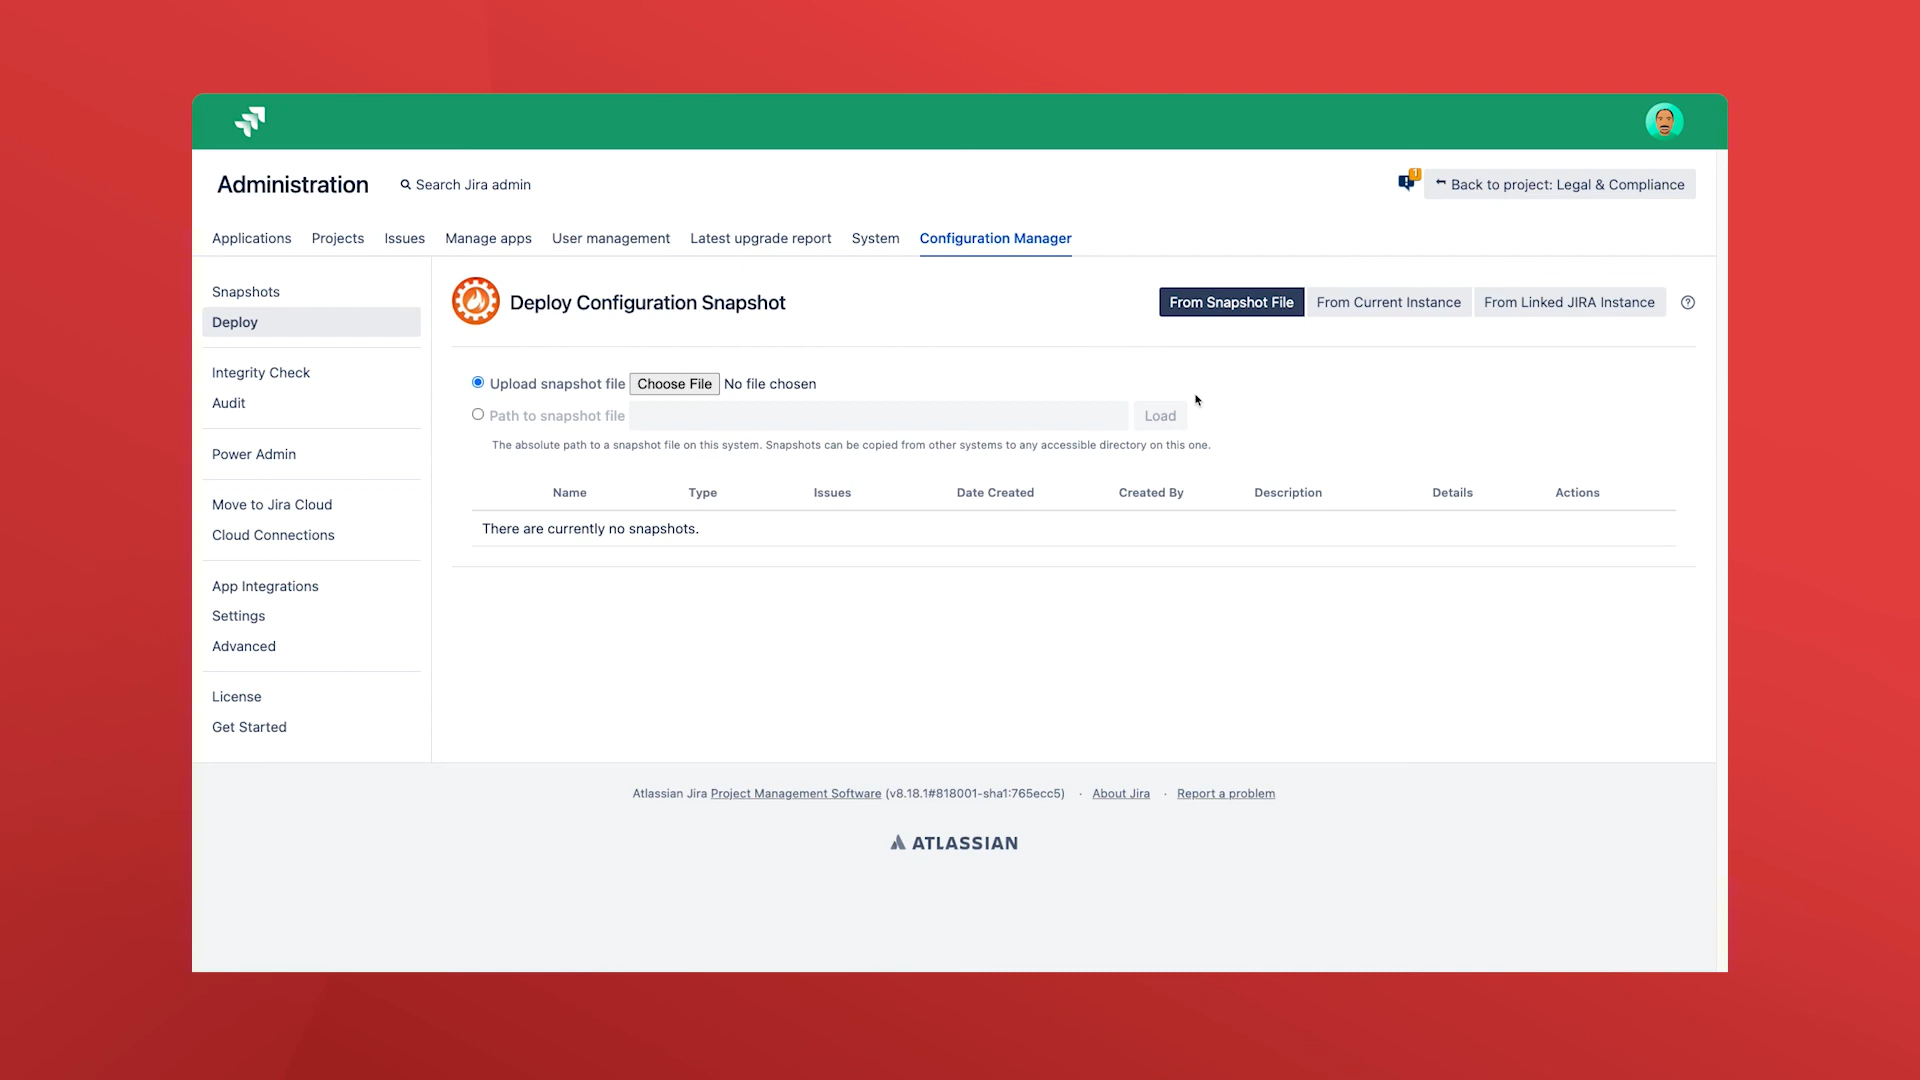 Administration
Search Jira admin
1
Back to project: Legal & Compliance
Applications Projects Issues Manage apps User management Latest upgrade report System Configuration Manager
Snapshots
Deploy
Integrity Check
Audit
Power Admin
Move to Jira Cloud
Cloud Connections
App Integrations
Settings
Advanced
License
Get Started
Deploy Configuration Snapshot
From Snapshot File From Current Instance From Linked JIRA Instance ?
Upload snapshot file Choose File No file chosen
Path to snapshot file Load
The absolute path to a snapshot file on this system. Snapshots can be copied from other systems to any accessible directory on this one.
Name Type Issues Date Created Created By Description Details Actions
There are currently no snapshots.
Atlassian Jira Project Management Software (v8.18.1#818001-sha1:765ecc5) · About Jira · Report a problem
ATLASSIAN